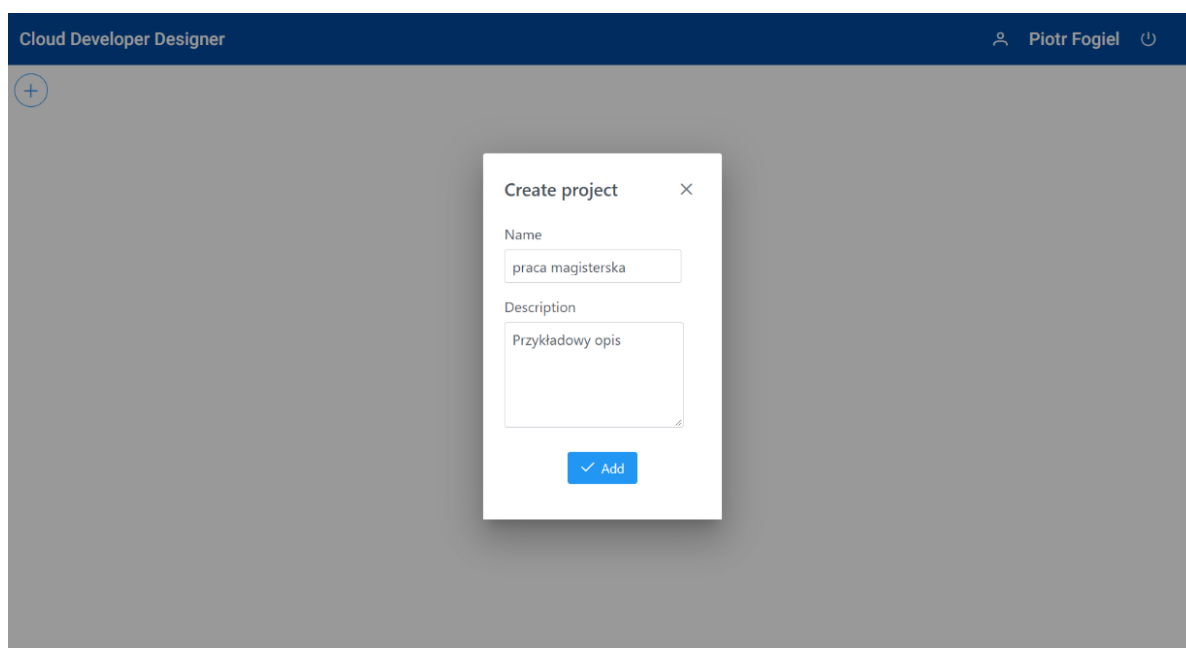 Cloud Developer Designer
Piotr Fogiel
Create project
Name
praca magisterska
Description
Przykładowy opis
Add